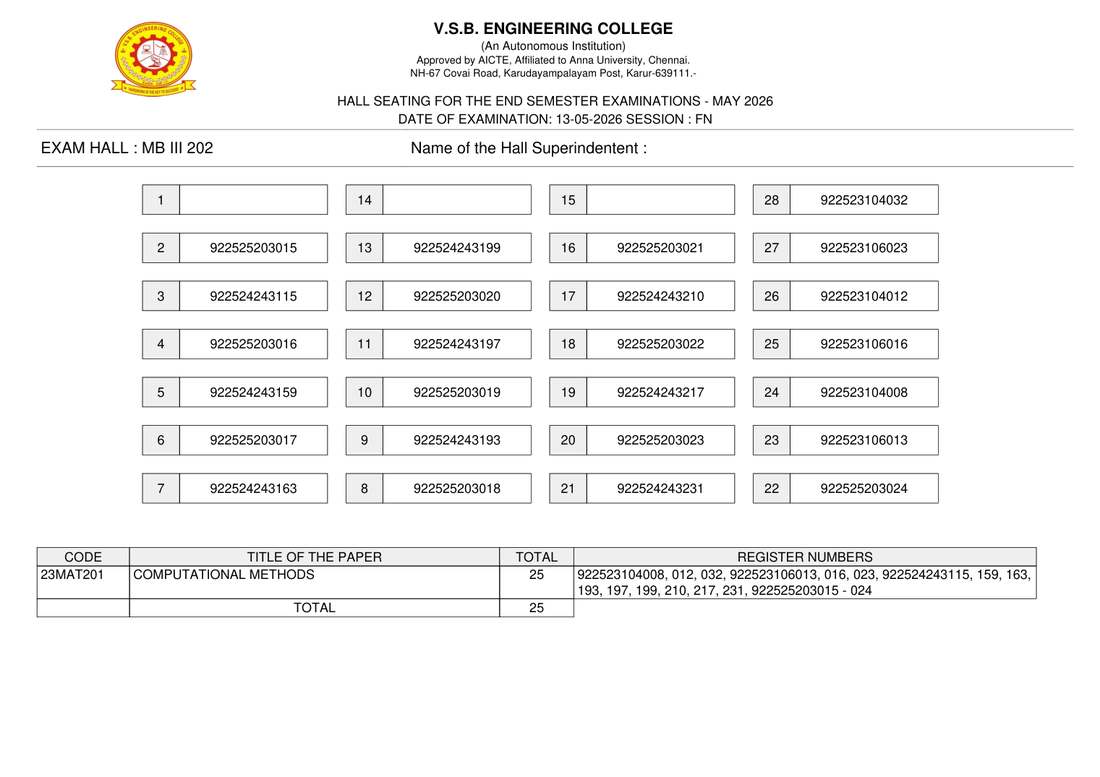 V.S.B. ENGINEERING COLLEGE
(An Autonomous Institution)
Approved by AICTE, Affiliated to Anna University, Chennai.
NH-67 Covai Road, Karudayampalayam Post, Karur-639111.-
HALL SEATING FOR THE END SEMESTER EXAMINATIONS - MAY 2026
DATE OF EXAMINATION: 13-05-2026 SESSION : FN
EXAM HALL : MB III 202 Name of the Hall Superindentent :
1 14 15 28 922523104032
2 922525203015 13 922524243199 16 922525203021 27 922523106023
3 922524243115 12 922525203020 17 922524243210 26 922523104012
4 922525203016 11 922524243197 18 922525203022 25 922523106016
5 922524243159 10 922525203019 19 922524243217 24 922523104008
6 922525203017 9 922524243193 20 922525203023 23 922523106013
7 922524243163 8 922525203018 21 922524243231 22 922525203024
CODE TITLE OF THE PAPER TOTAL REGISTER NUMBERS
23MAT201 COMPUTATIONAL METHODS 25 922523104008, 012, 032, 922523106013, 016, 023, 922524243115, 159, 163,
193, 197, 199, 210, 217, 231, 922525203015 - 024
TOTAL 25